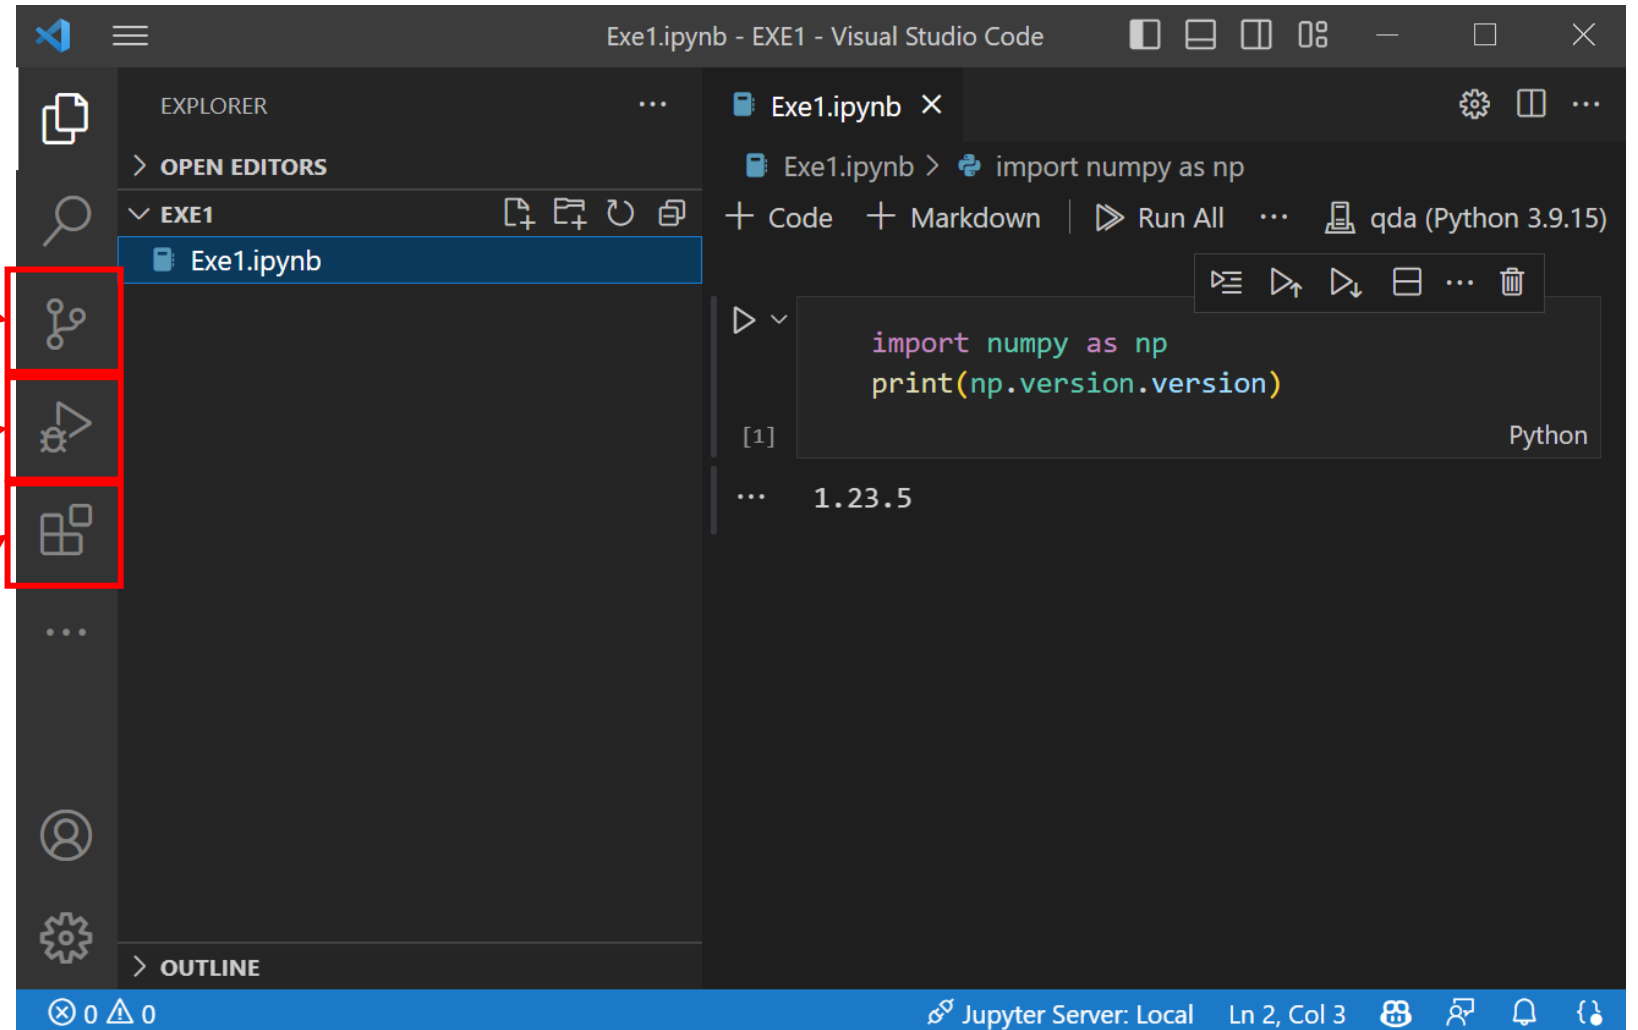 Exe1.ipynb - EXE1 - Visual Studio Code
EXPLORER
Exe1.ipynb
OPEN EDITORS
Exe1.ipynb > import numpy as np
EXE1
Code Markdown Run All ... qda (Python 3.9.15)
Exe1.ipynb
import numpy as np
print(np.version.version)
[1]
Python
1.23.5
OUTLINE
0 0 Jupyter Server: Local Ln 2, Col 3